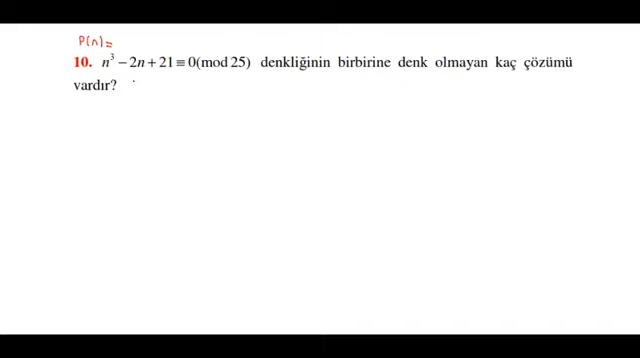 P(n)=
10. n³ − 2n + 21 ≡ 0(mod 25) denkliğinin birbirine denk olmayan kaç çözümü
vardır?